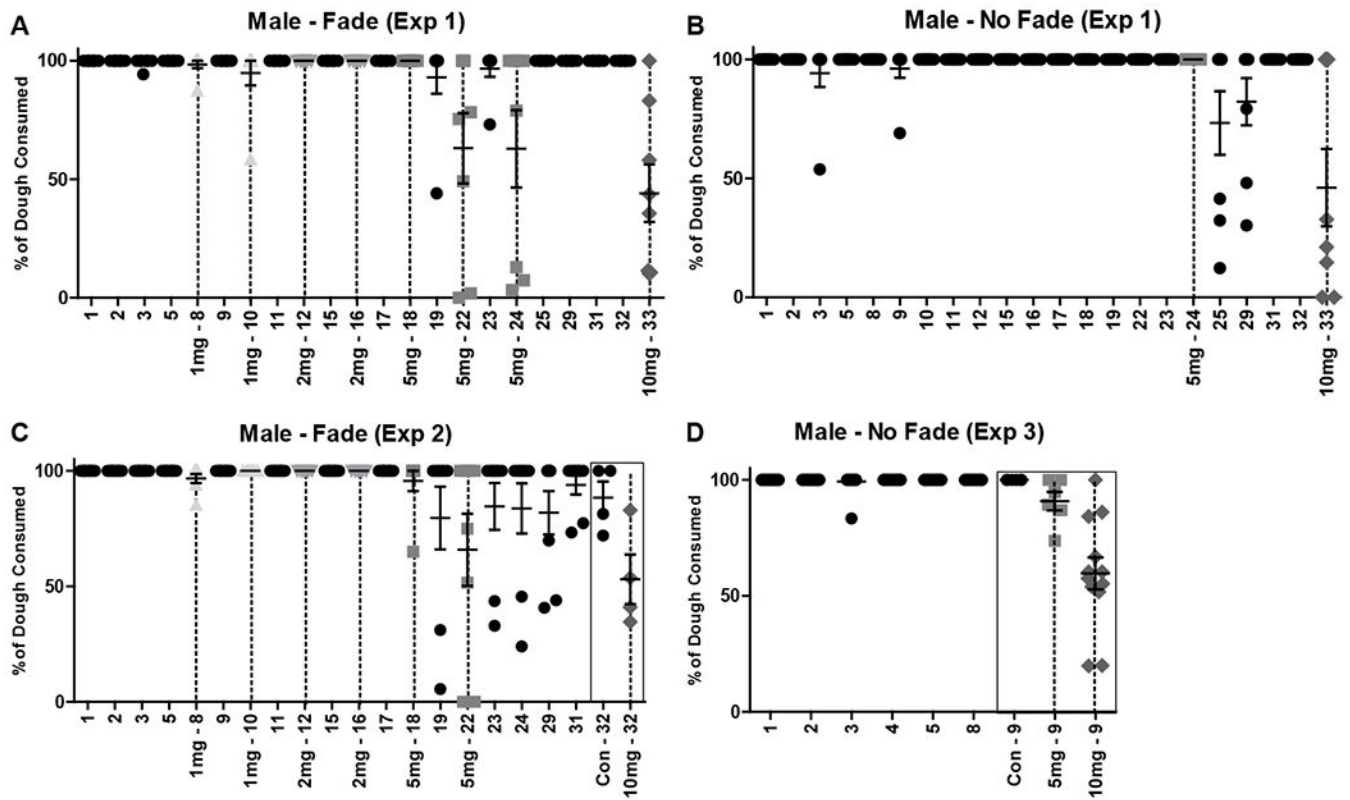 A
Male - Fade (Exp 1)
% of Dough Consumed
100
50
0
1
2
3
5
1mg - 8
9
1mg - 10
11
2mg - 12
15
2mg - 16
17
5mg - 18
19
5mg - 22
23
5mg - 24
25
29
31
32
10mg - 33
B
Male - No Fade (Exp 1)
% of Dough Consumed
100
50
0
1
2
3
5
8
9
10
11
12
15
16
17
18
19
22
23
5mg - 24
25
29
31
32
10mg - 33
C
Male - Fade (Exp 2)
% of Dough Consumed
100
50
0
1
2
3
5
1mg - 8
9
1mg - 10
11
2mg - 12
15
2mg - 16
17
5mg - 18
19
5mg - 22
23
24
29
31
Con - 32
10mg - 32
D
Male - No Fade (Exp 3)
% of Dough Consumed
100
50
0
1
2
3
4
5
8
Con - 9
5mg - 9
10mg - 9